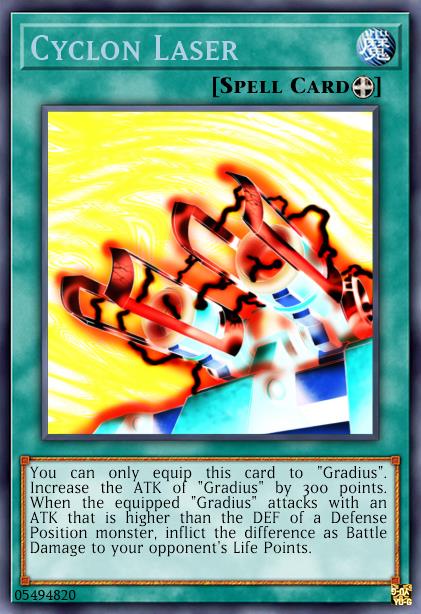 Cyclon Laser
魔
[Spell Card]
You can only equip this card to "Gradius".
Increase the ATK of "Gradius" by 300 points.
When the equipped "Gradius" attacks with an
ATK that is higher than the DEF of a Defense
Position monster, inflict the difference as Battle
Damage to your opponent's Life Points.
05494820